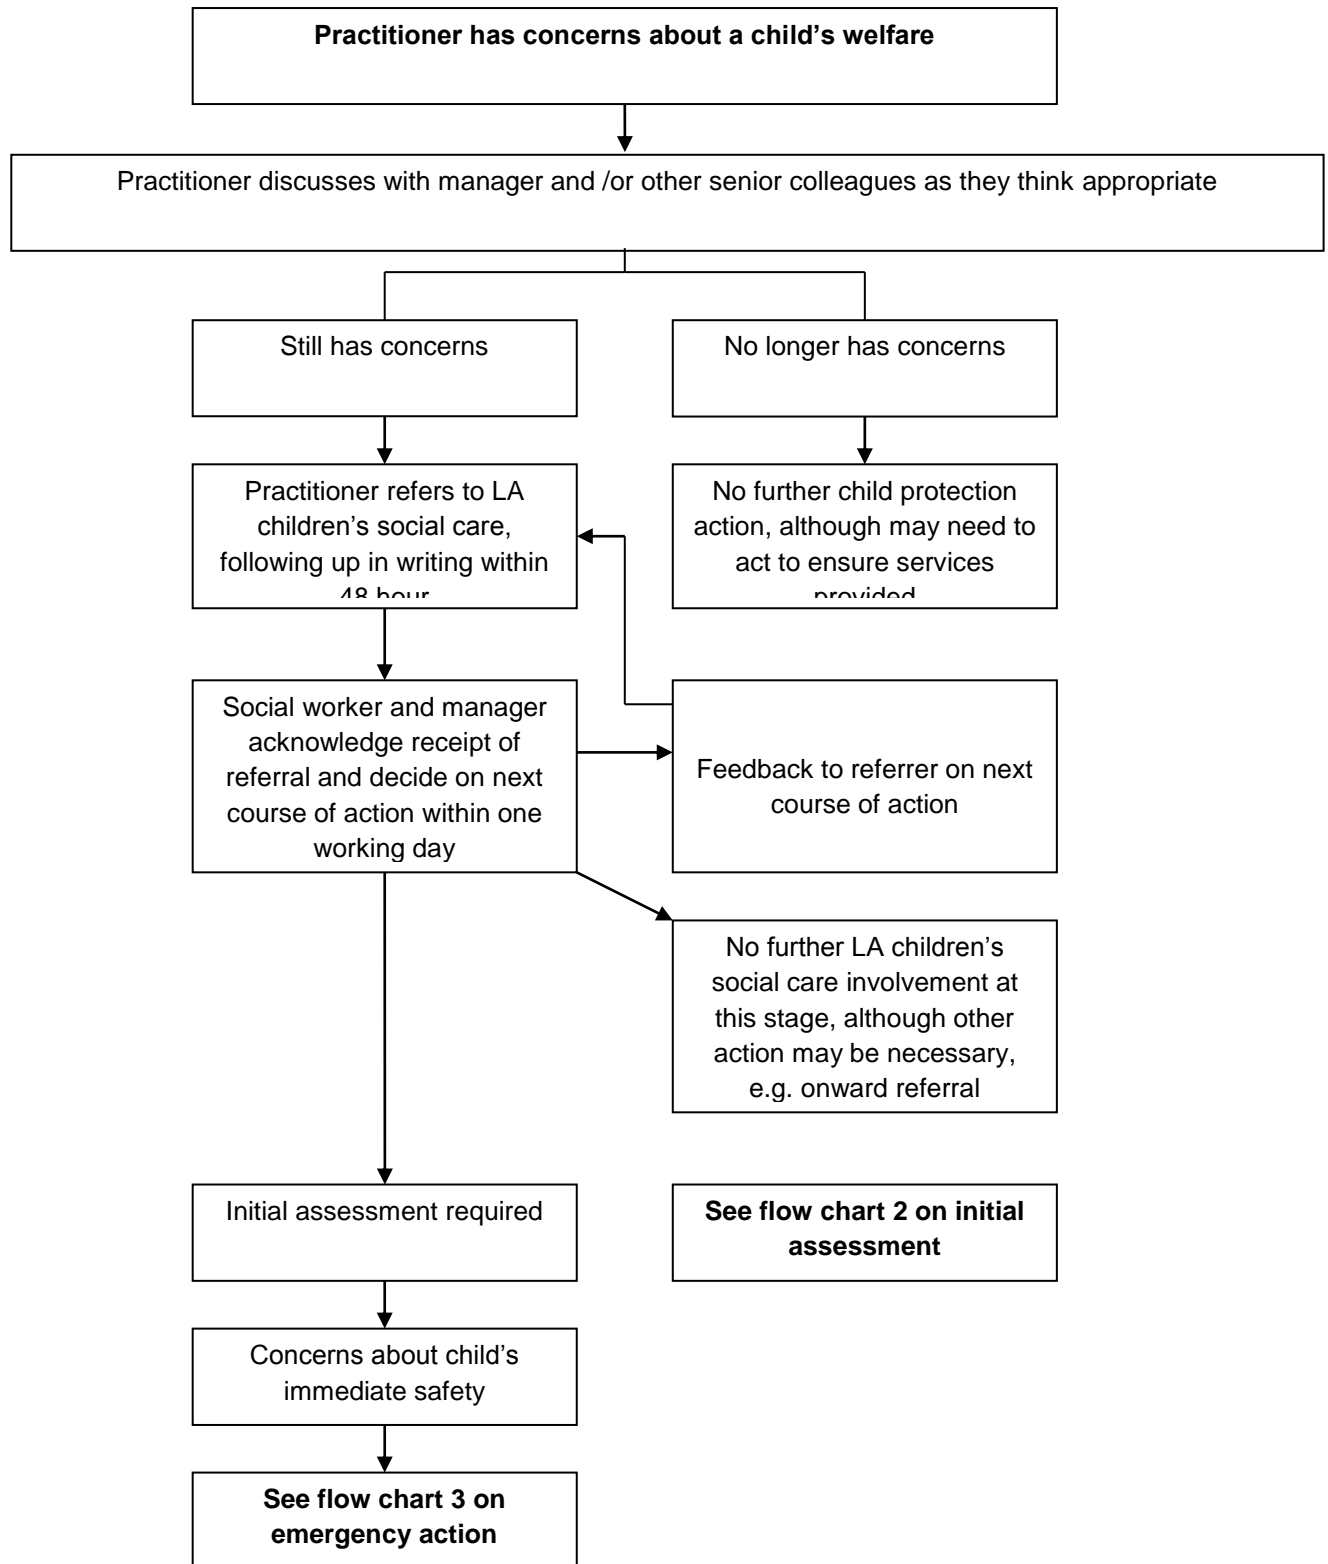 Practitioner has concerns about a child's welfare
Practitioner discusses with manager and /or other senior colleagues as they think appropriate
Still has concerns
No longer has concerns
Practitioner refers to LA
children's social care,
following up in writing within
48 hour
No further child protection
action, although may need to
act to ensure services
provided
Social worker and manager
acknowledge receipt of
referral and decide on next
course of action within one
working day
Feedback to referrer on next
course of action
No further LA children's
social care involvement at
this stage, although other
action may be necessary,
e.g. onward referral
Initial assessment required
See flow chart 2 on initial
assessment
Concerns about child's
immediate safety
See flow chart 3 on
emergency action